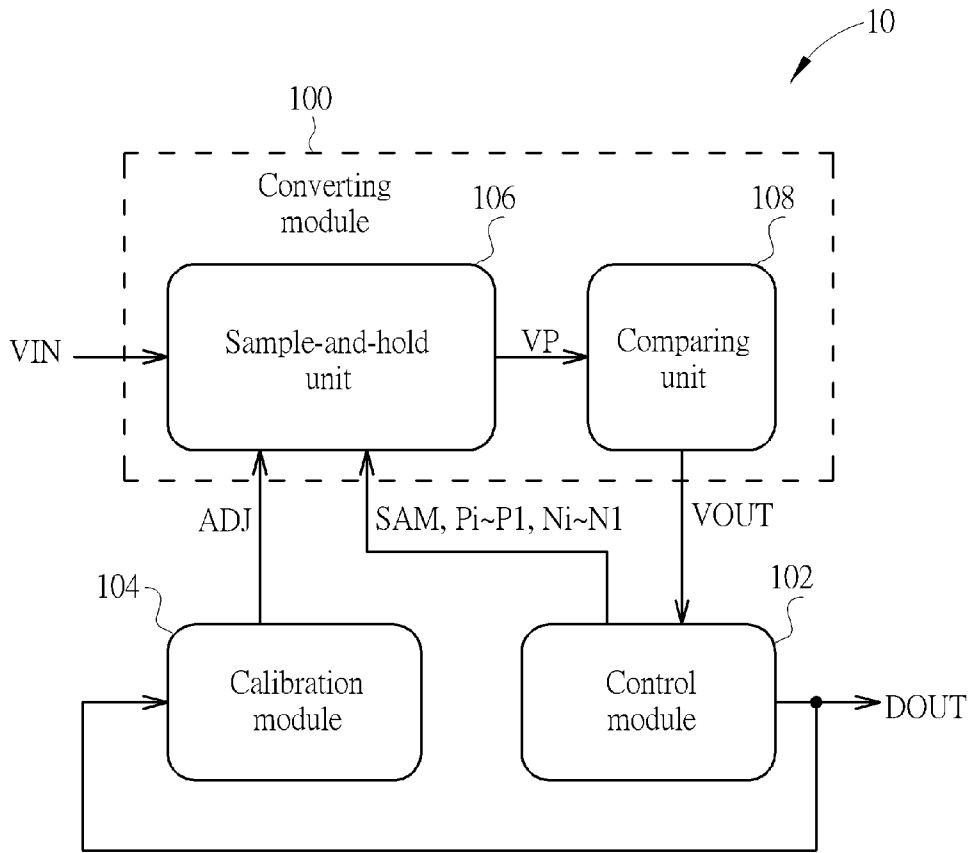 10
100
Converting
module
106
108
VIN
Sample-and-hold
unit
VP
Comparing
unit
ADJ
SAM, Pi~P1, Ni~N1
VOUT
104
102
Calibration
module
Control
module
DOUT